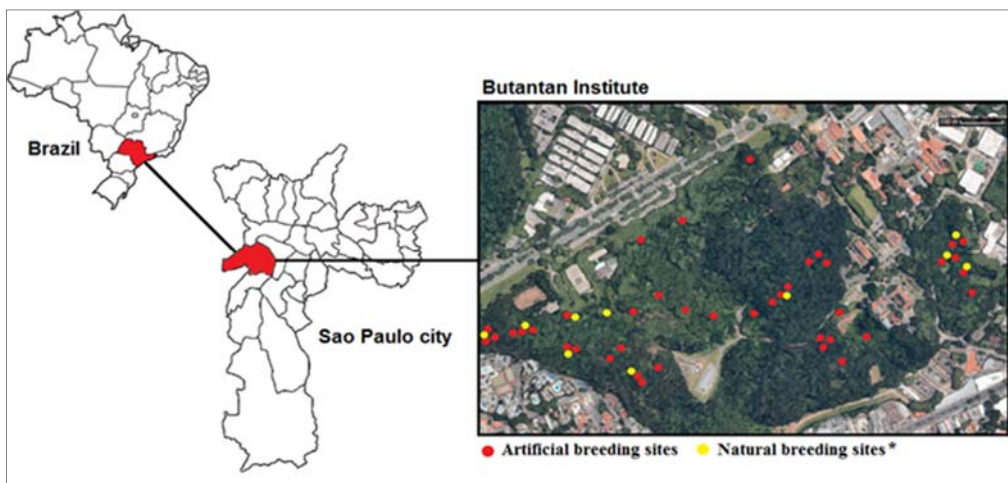 Butantan Institute
Brazil
Sao Paulo city
Artificial breeding sites
Natural breeding sites*